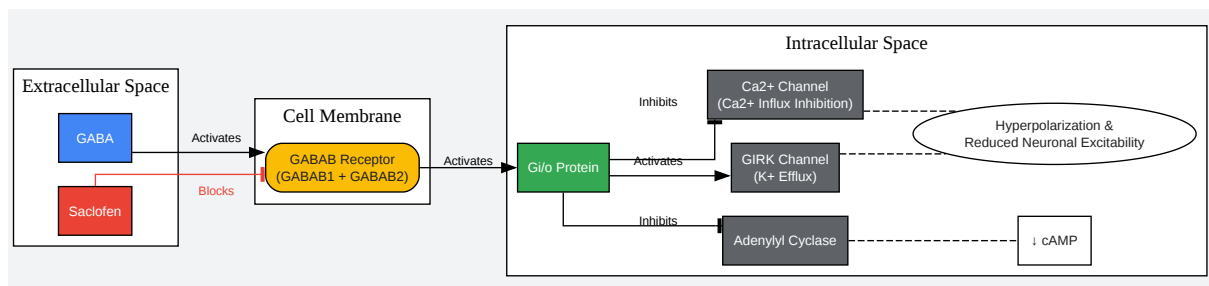 Extracellular Space
GABA
Saclofen
Activates
Blocks
Cell Membrane
GABAB Receptor
(GABAB1 + GABAB2)
Activates
Intracellular Space
Gi/o Protein
Inhibits
Activates
Inhibits
Ca2+ Channel
(Ca2+ Influx Inhibition)
GIRK Channel
(K+ Efflux)
Adenylyl Cyclase
Hyperpolarization &
Reduced Neuronal Excitability
↓ cAMP